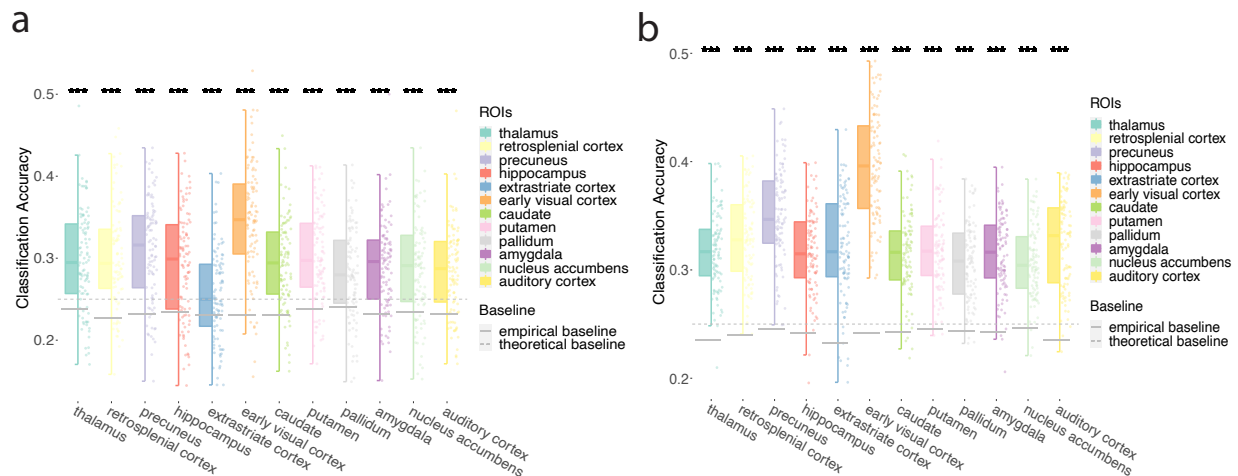 a
*** *** *** *** *** *** *** *** *** *** *** ***
0.5
0.4
0.3
0.2
Classification Accuracy
thalamus
retrosplenial cortex
precuneus
hippocampus
extrastriate cortex
early visual cortex
caudate
putamen
pallidum
amygdala
nucleus accumbens
auditory cortex
ROIs
thalamus
retrosplenial cortex
precuneus
hippocampus
extrastriate cortex
early visual cortex
caudate
putamen
pallidum
amygdala
nucleus accumbens
auditory cortex
Baseline
empirical baseline
theoretical baseline
b
*** *** *** *** *** *** *** *** *** *** *** ***
0.5
0.4
0.3
0.2
Classification Accuracy
thalamus
retrosplenial cortex
precuneus
hippocampus
extrastriate cortex
early visual cortex
caudate
putamen
pallidum
amygdala
nucleus accumbens
auditory cortex
ROIs
thalamus
retrosplenial cortex
precuneus
hippocampus
extrastriate cortex
early visual cortex
caudate
putamen
pallidum
amygdala
nucleus accumbens
auditory cortex
Baseline
empirical baseline
theoretical baseline